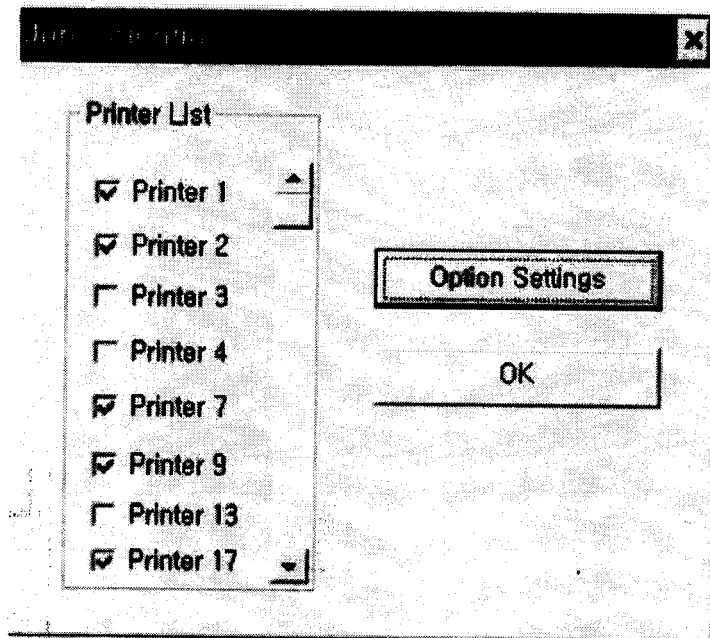 Printer List
Printer 1
Printer 2
Printer 3
Printer 4
Printer 7
Printer 9
Printer 13
Printer 17
Option Settings
OK